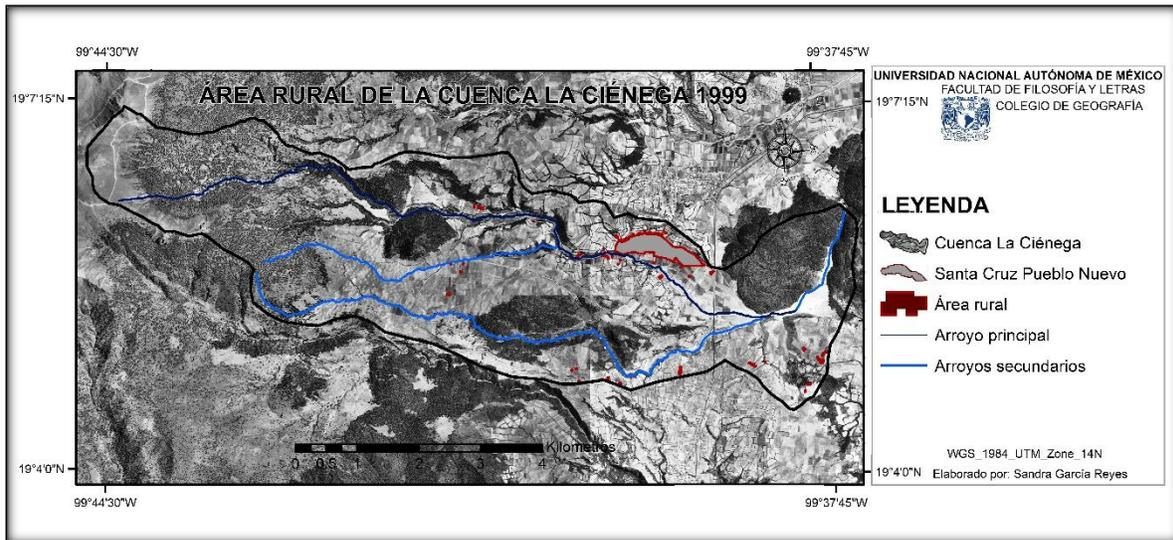 99°44'30"W
99°37'45"W
19°7'15"N
19°7'15"N
ÁREA RURAL DE LA CUENCA LA CIÉNEGA 1999
UNIVERSIDAD NACIONAL AUTÓNOMA DE MÉXICO
FACULTAD DE FILOSOFÍA Y LETRAS
COLEGIO DE GEOGRAFÍA
LEYENDA
Cuenca La Ciénega
Santa Cruz Pueblo Nuevo
Área rural
Arroyo principal
Arroyos secundarios
Kilometros
0 0.5 1 2 3 4
19°4'0"N
19°4'0"N
WGS_1984_UTM_Zone_14N
Elaborado por: Sandra García Reyes
99°44'30"W
99°37'45"W